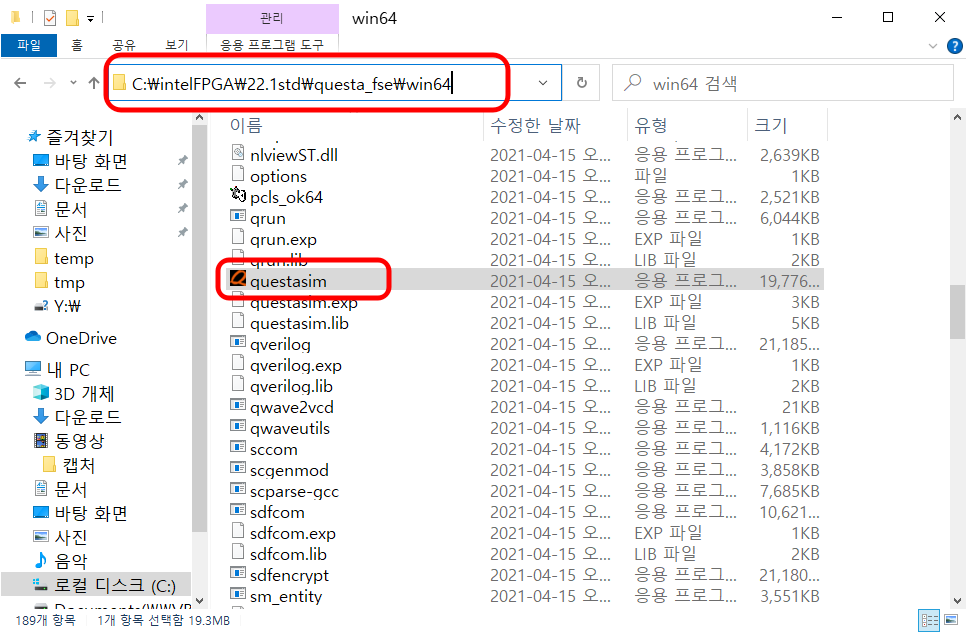 관리
win64
파일 홈 공유 보기 응용 프로그램 도구
C:₩intelFPGA₩22.1std₩questa_fse₩win64
win64 검색
즐겨찾기
바탕 화면
다운로드
문서
사진
temp
tmp
Y:₩
OneDrive
내 PC
3D 개체
다운로드
동영상
캡처
문서
바탕 화면
사진
음악
로컬 디스크 (C:)
이름 수정한 날짜 유형 크기
nlviewST.dll 2021-04-15 오... 응용 프로그... 2,639KB
options 2021-04-15 오... 파일 1KB
pcls_ok64 2021-04-15 오... 응용 프로그... 2,521KB
qrun 2021-04-15 오... 응용 프로그... 6,044KB
qrun.exp 2021-04-15 오... EXP 파일 1KB
qrun.lib 2021-04-15 오... LIB 파일 2KB
questasim 2021-04-15 오... 응용 프로그... 19,776...
questasim.exp 2021-04-15 오... EXP 파일 3KB
questasim.lib 2021-04-15 오... LIB 파일 5KB
qverilog 2021-04-15 오... 응용 프로그... 21,185...
qverilog.exp 2021-04-15 오... EXP 파일 1KB
qverilog.lib 2021-04-15 오... LIB 파일 2KB
qwave2vcd 2021-04-15 오... 응용 프로그... 21KB
qwaveutils 2021-04-15 오... 응용 프로그... 1,116KB
sccom 2021-04-15 오... 응용 프로그... 4,172KB
scgenmod 2021-04-15 오... 응용 프로그... 3,858KB
scparse-gcc 2021-04-15 오... 응용 프로그... 7,685KB
sdfcom 2021-04-15 오... 응용 프로그... 10,621...
sdfcom.exp 2021-04-15 오... EXP 파일 1KB
sdfcom.lib 2021-04-15 오... LIB 파일 2KB
sdfencrypt 2021-04-15 오... 응용 프로그... 21,180...
sm_entity 2021-04-15 오... 응용 프로그... 3,551KB
189개 항목 1개 항목 선택함 19.3MB